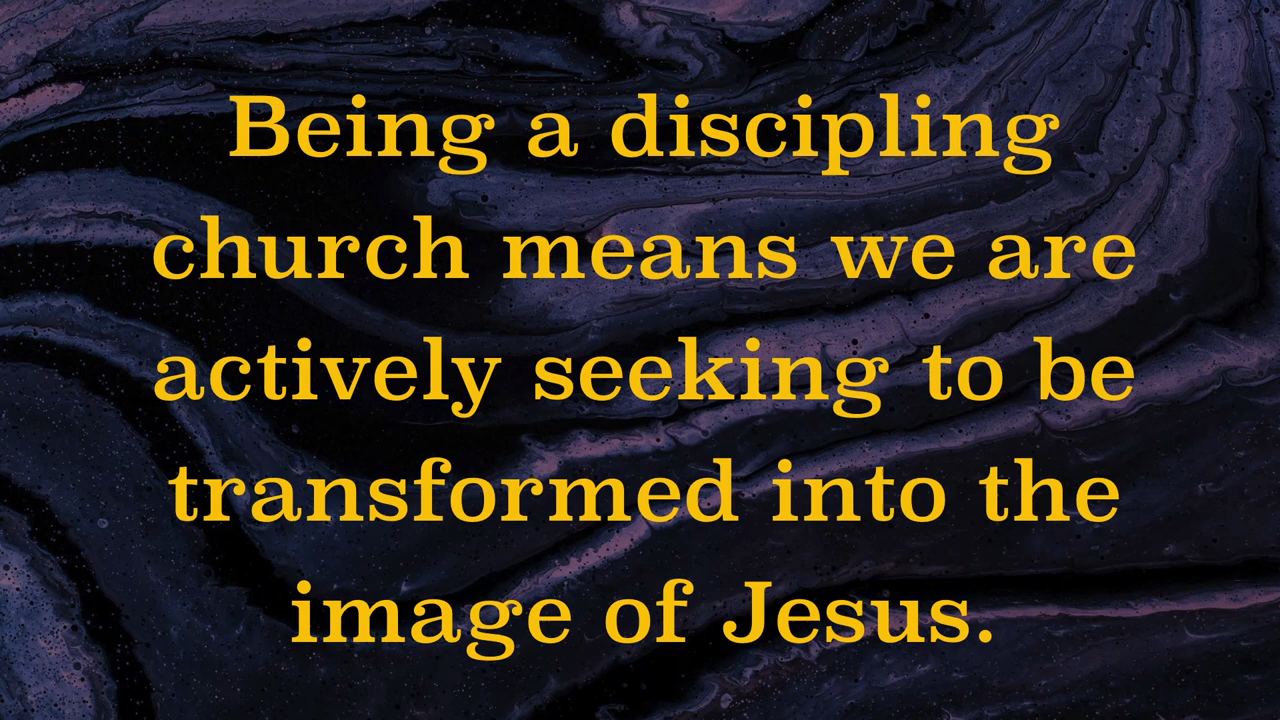 Being a discipling
church means we are
actively seeking to be
transformed into the
image of Jesus.